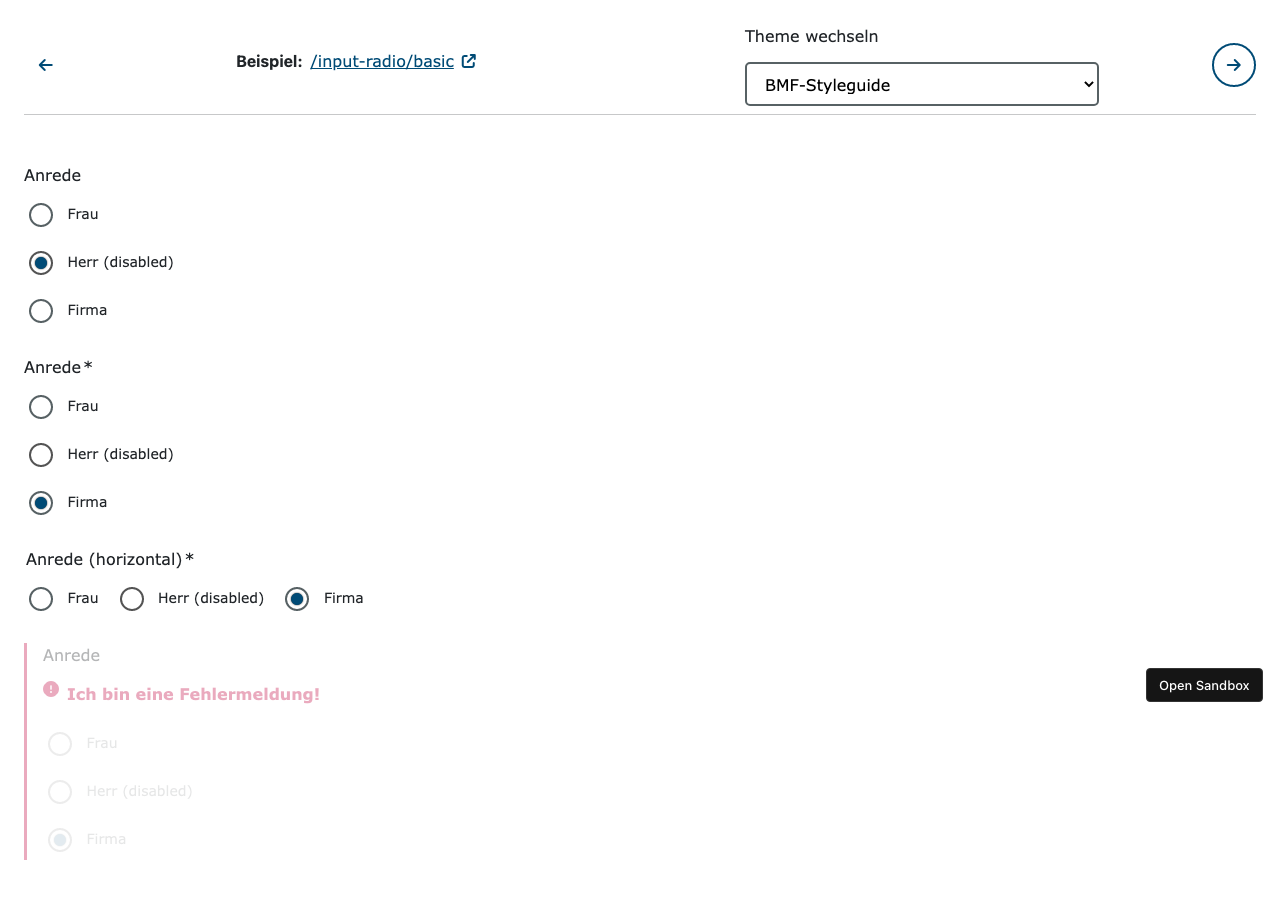 Theme wechseln
Beispiel: /input-radio/basic
BMF-Styleguide
Anrede
Frau
Herr (disabled)
Firma
Anrede*
Frau
Herr (disabled)
Firma
Anrede (horizontal)*
Frau Herr (disabled) Firma
Anrede
Ich bin eine Fehlermeldung!
Open Sandbox
Frau
Herr (disabled)
Firma